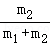 m₂
m₁ + m₂